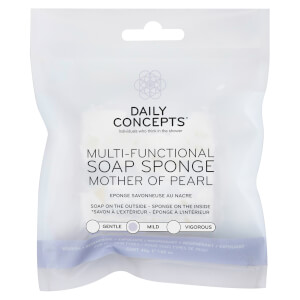 DAILY
CONCEPTS
MULTI-FUNCTIONAL
SOAP SPONGE
MOTHER OF PEARL
EPONGE SAVONNEUSE AU NACRE
SOAP ON THE OUTSIDE - SPONGE ON THE INSIDE
*SAVON À L'EXTÉRIEUR - ÉPONGE À L'INTÉRIEUR
GENTLE MILD VIGOROUS